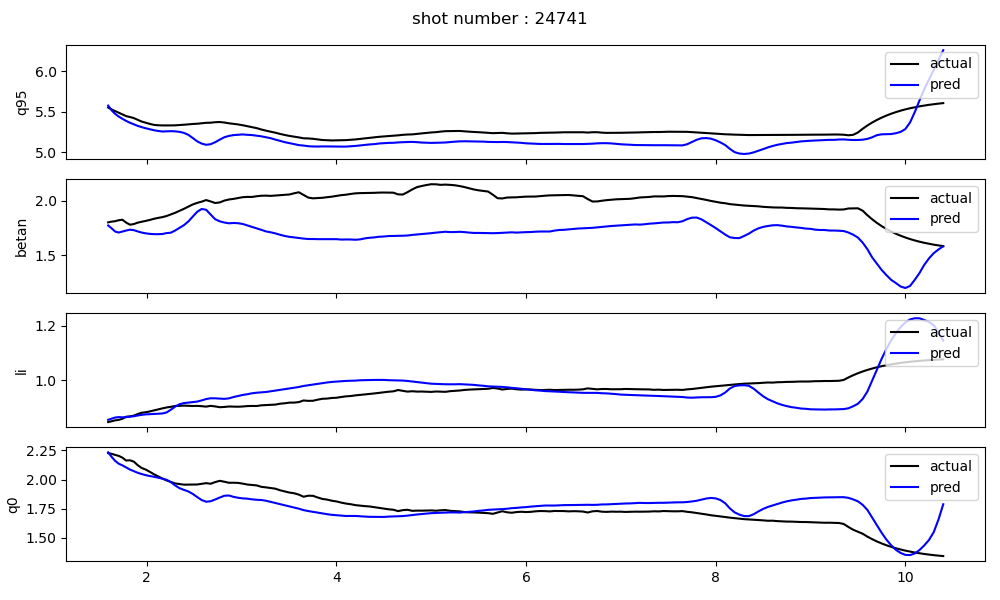 shot number : 24741
q95
6.0
5.5
5.0
actual
pred
betan
2.0
1.5
actual
pred
li
1.2
1.0
actual
pred
q0
2.25
2.00
1.75
1.50
actual
pred
2
4
6
8
10